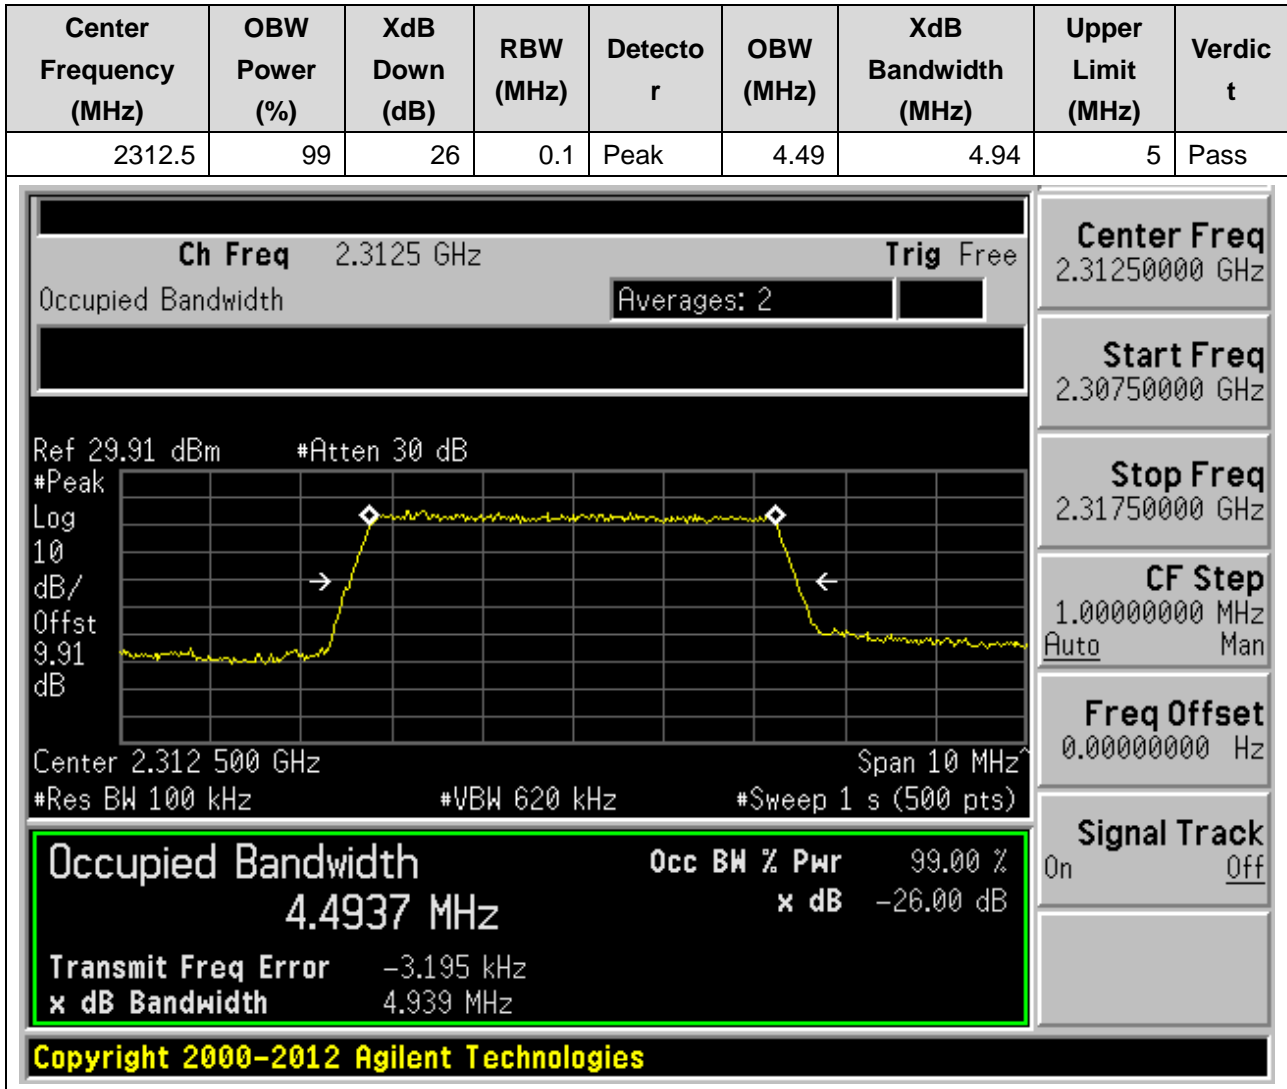 Center Frequency (MHz) OBW Power (%) XdB Down (dB) RBW (MHz) Detector OBW (MHz) XdB Bandwidth (MHz) Upper Limit (MHz) Verdict
2312.5 99 26 0.1 Peak 4.49 4.94 5 Pass
Ch Freq 2.3125 GHz Trig Free
Occupied Bandwidth Averages: 2
Ref 29.91 dBm #Atten 30 dB
#Peak
Log
10
dB/
Offst
9.91
dB
Center 2.312 500 GHz Span 10 MHz^
#Res BW 100 kHz #VBW 620 kHz #Sweep 1 s (500 pts)
Occupied Bandwidth Occ BW % Pwr 99.00 %
4.4937 MHz x dB -26.00 dB
Transmit Freq Error -3.195 kHz
x dB Bandwidth 4.939 MHz
Copyright 2000-2012 Agilent Technologies
Center Freq
2.31250000 GHz
Start Freq
2.30750000 GHz
Stop Freq
2.31750000 GHz
CF Step
1.00000000 MHz
Auto Man
Freq Offset
0.00000000 Hz
Signal Track
On Off